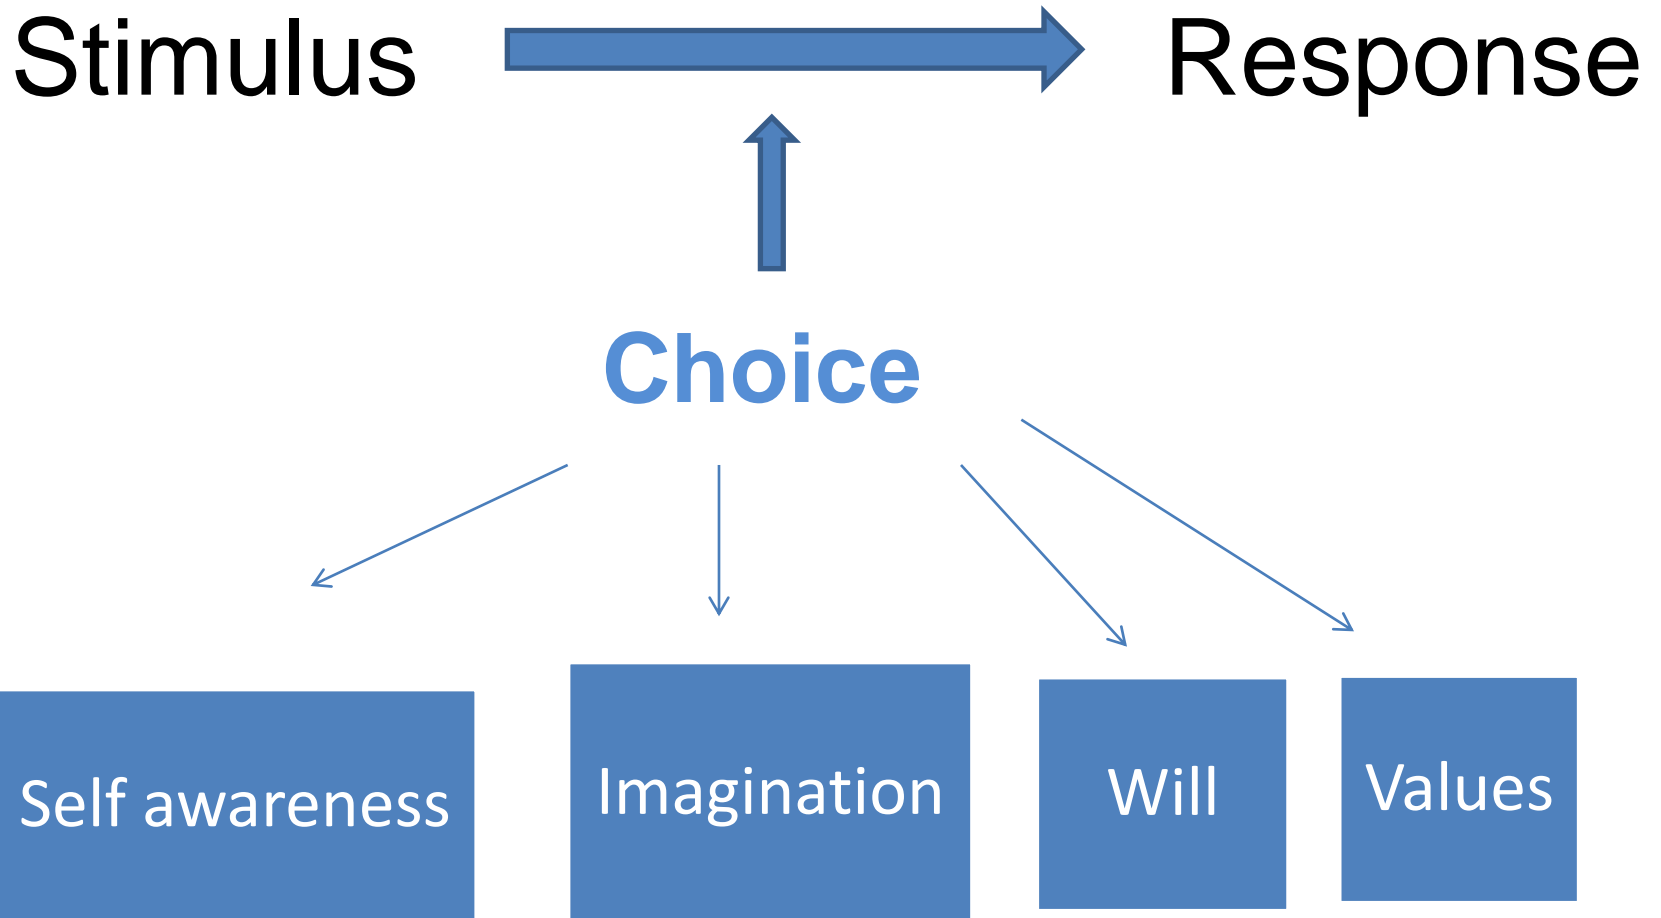 Stimulus
Response
Choice
Self awareness
Imagination
Will
Values